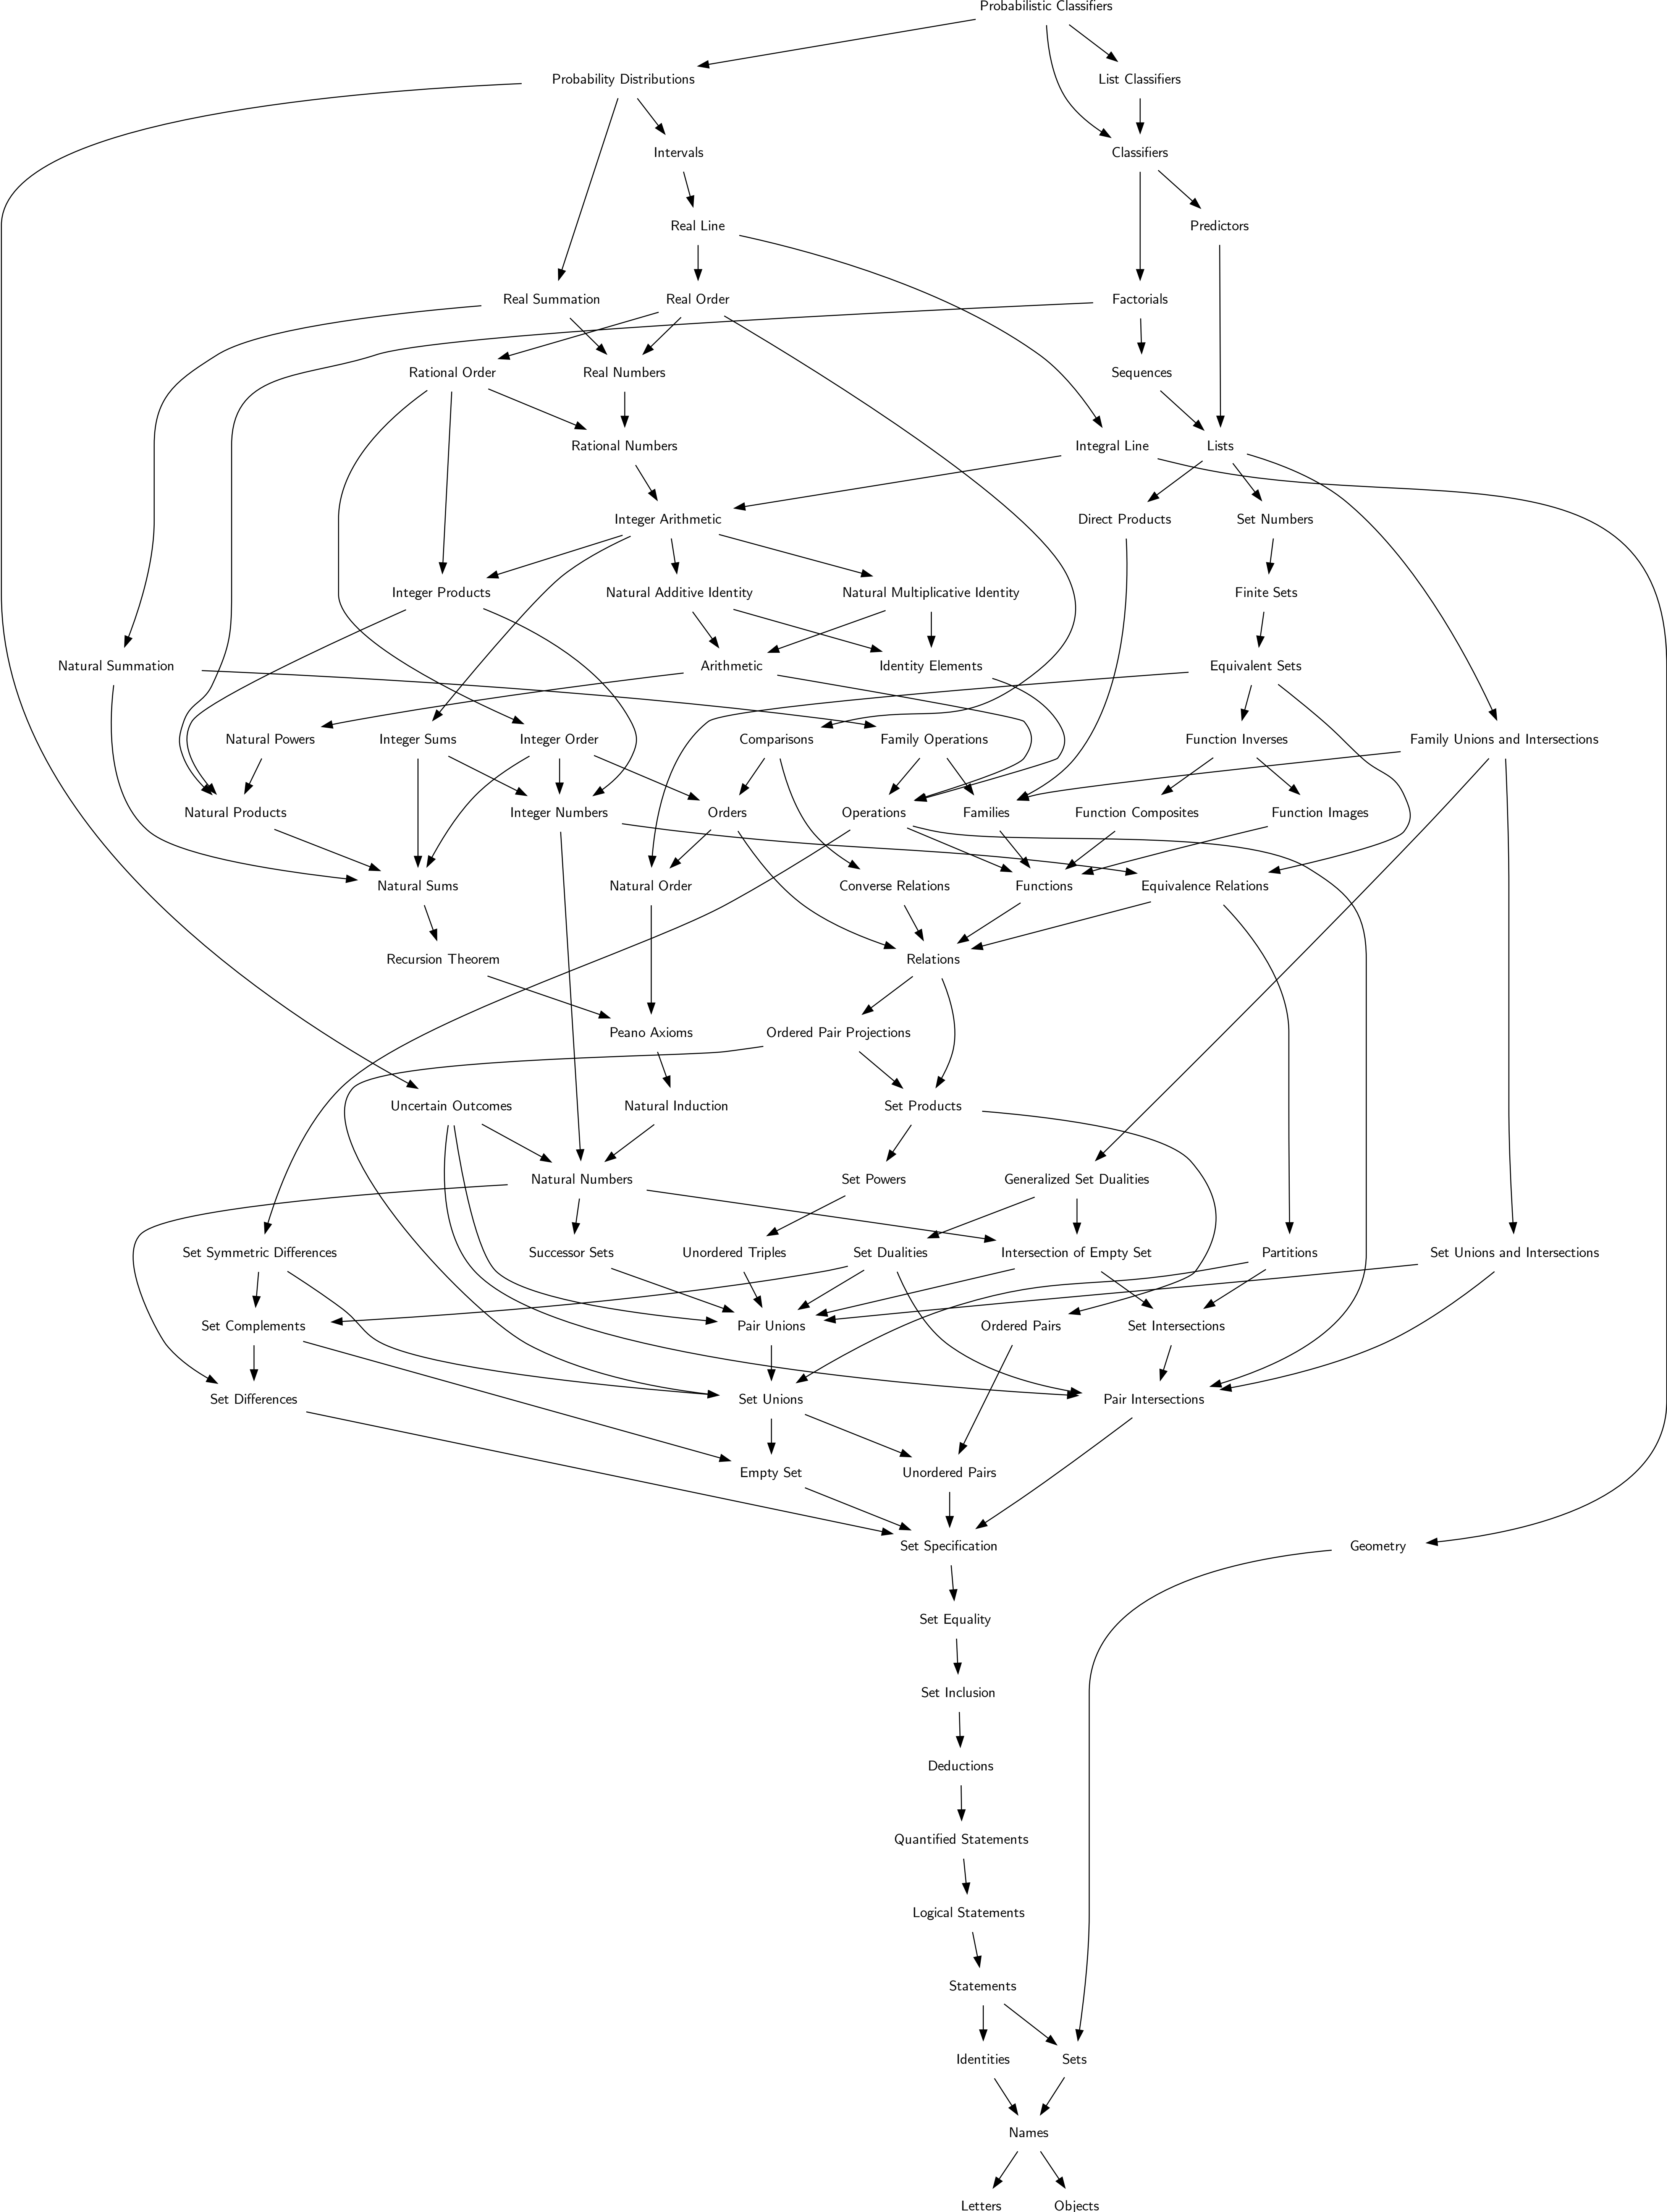 Probabilistic Classifiers
Probability Distributions
List Classifiers
Intervals
Classifiers
Real Line
Predictors
Real Summation
Real Order
Factorials
Rational Order
Real Numbers
Sequences
Rational Numbers
Integral Line
Lists
Integer Arithmetic
Direct Products
Set Numbers
Integer Products
Natural Additive Identity
Natural Multiplicative Identity
Finite Sets
Natural Summation
Arithmetic
Identity Elements
Equivalent Sets
Natural Powers
Integer Sums
Integer Order
Comparisons
Family Operations
Function Inverses
Family Unions and Intersections
Natural Products
Integer Numbers
Orders
Operations
Families
Function Composites
Function Images
Natural Sums
Natural Order
Converse Relations
Functions
Equivalence Relations
Recursion Theorem
Relations
Peano Axioms
Ordered Pair Projections
Uncertain Outcomes
Natural Induction
Set Products
Natural Numbers
Set Powers
Generalized Set Dualities
Set Symmetric Differences
Successor Sets
Unordered Triples
Set Dualities
Intersection of Empty Set
Partitions
Set Unions and Intersections
Set Complements
Pair Unions
Ordered Pairs
Set Intersections
Set Differences
Set Unions
Pair Intersections
Empty Set
Unordered Pairs
Set Specification
Geometry
Set Equality
Set Inclusion
Deductions
Quantified Statements
Logical Statements
Statements
Identities
Sets
Names
Letters
Objects